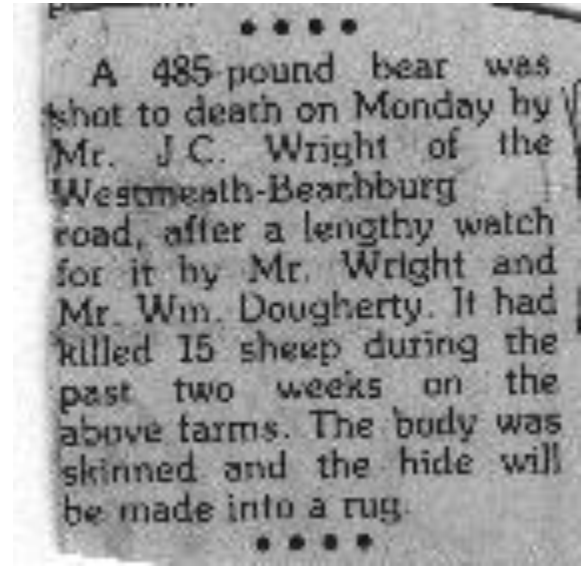 • • • •
A 485-pound bear was
shot to death on Monday by
Mr. J.C. Wright of the
Westmeath-Beachburg
road, after a lengthy watch
for it by Mr. Wright and
Mr. Wm. Dougherty. It had
killed 15 sheep during the
past two weeks on the
above farms. The body was
skinned and the hide will
be made into a rug.
• • • •